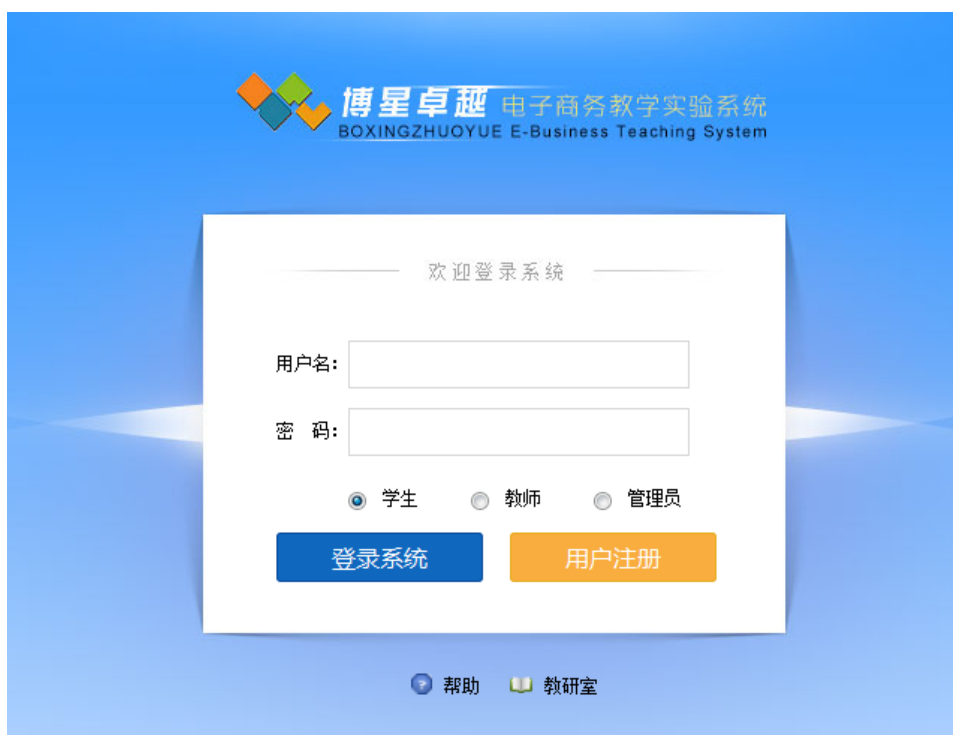 博星卓越 电子商务教学实验系统
BOXINGZHUOYUE E-Business Teaching System
欢迎登录系统
用户名:
密 码:
学生 教师 管理员
登录系统 用户注册
帮助 教研室